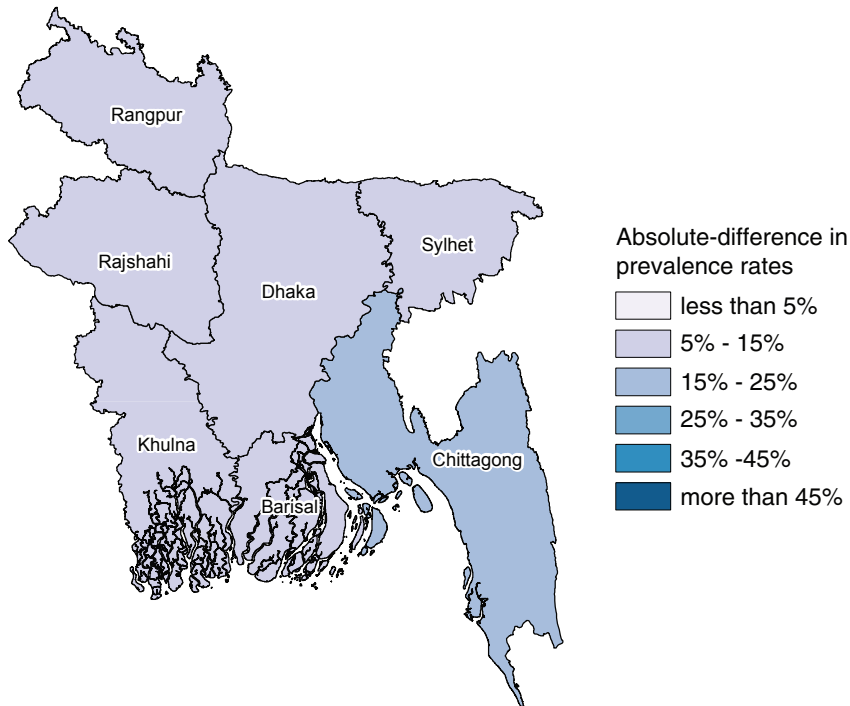 Rangpur
Rajshahi
Sylhet
Dhaka
Khulna
Barisal
Chittagong
Absolute-difference in
prevalence rates
less than 5%
5% - 15%
15% - 25%
25% - 35%
35% -45%
more than 45%